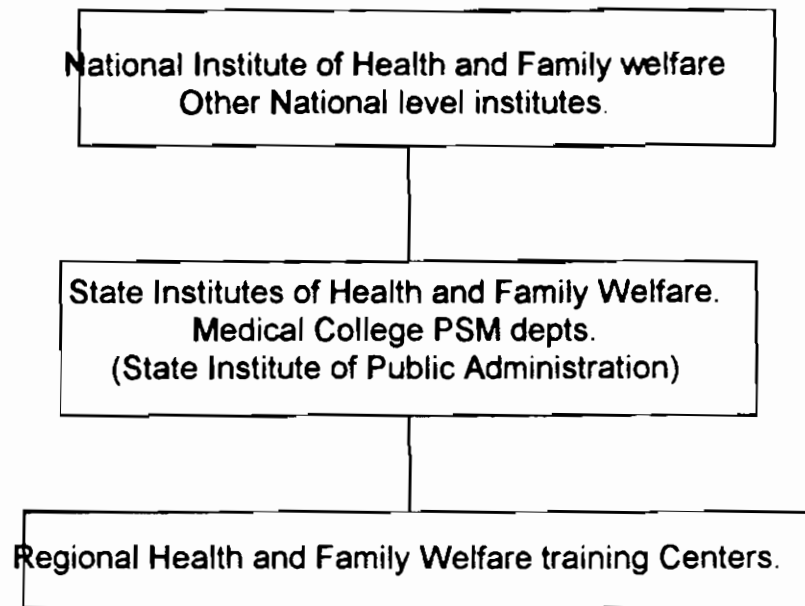 National Institute of Health and Family welfare
Other National level institutes.
State Institutes of Health and Family Welfare.
Medical College PSM depts.
(State Institute of Public Administration)
Regional Health and Family Welfare training Centers.